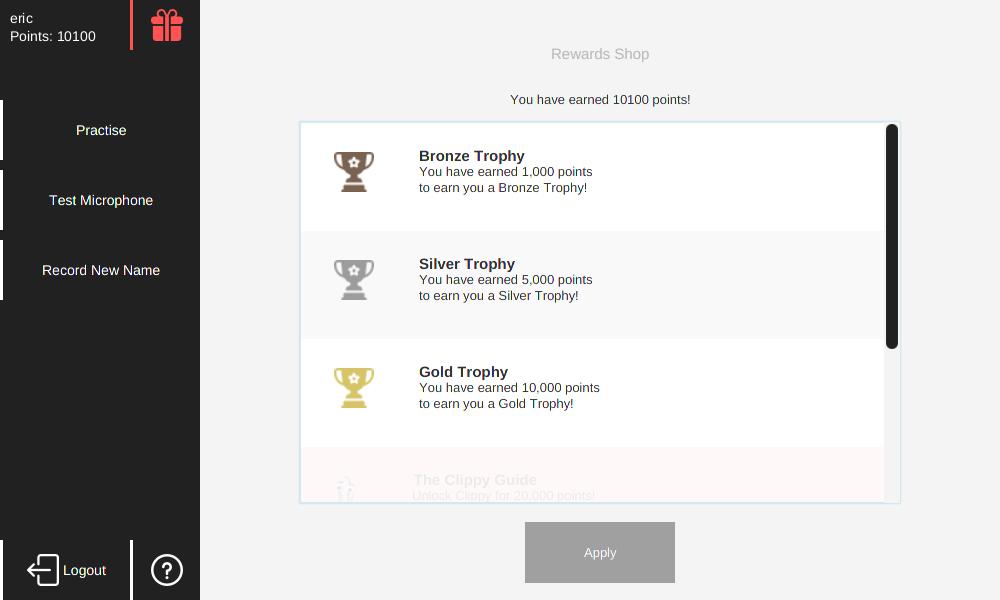 eric
Points: 10100
Practise
Test Microphone
Record New Name
Logout
?
Rewards Shop
You have earned 10100 points!
Bronze Trophy
You have earned 1,000 points
to earn you a Bronze Trophy!
Silver Trophy
You have earned 5,000 points
to earn you a Silver Trophy!
Gold Trophy
You have earned 10,000 points
to earn you a Gold Trophy!
The Clippy Guide
Unlock Clippy for 20,000 points!
Apply